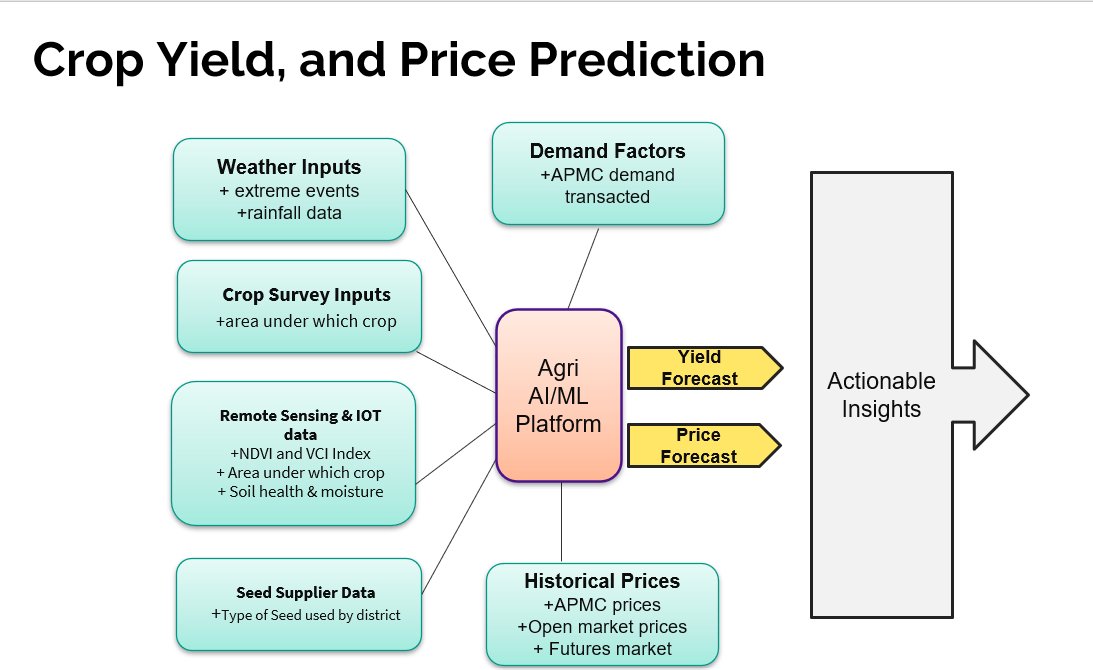 Crop Yield, and Price Prediction
Weather Inputs
+ extreme events
+rainfall data
Demand Factors
+APMC demand
transacted
Crop Survey Inputs
+area under which crop
Remote Sensing & IOT
data
+NDVI and VCI Index
+ Area under which crop
+ Soil health & moisture
Seed Supplier Data
+Type of Seed used by district
Agri
AI/ML
Platform
Historical Prices
+APMC prices
+Open market prices
+ Futures market
Yield
Forecast
Price
Forecast
Actionable
Insights